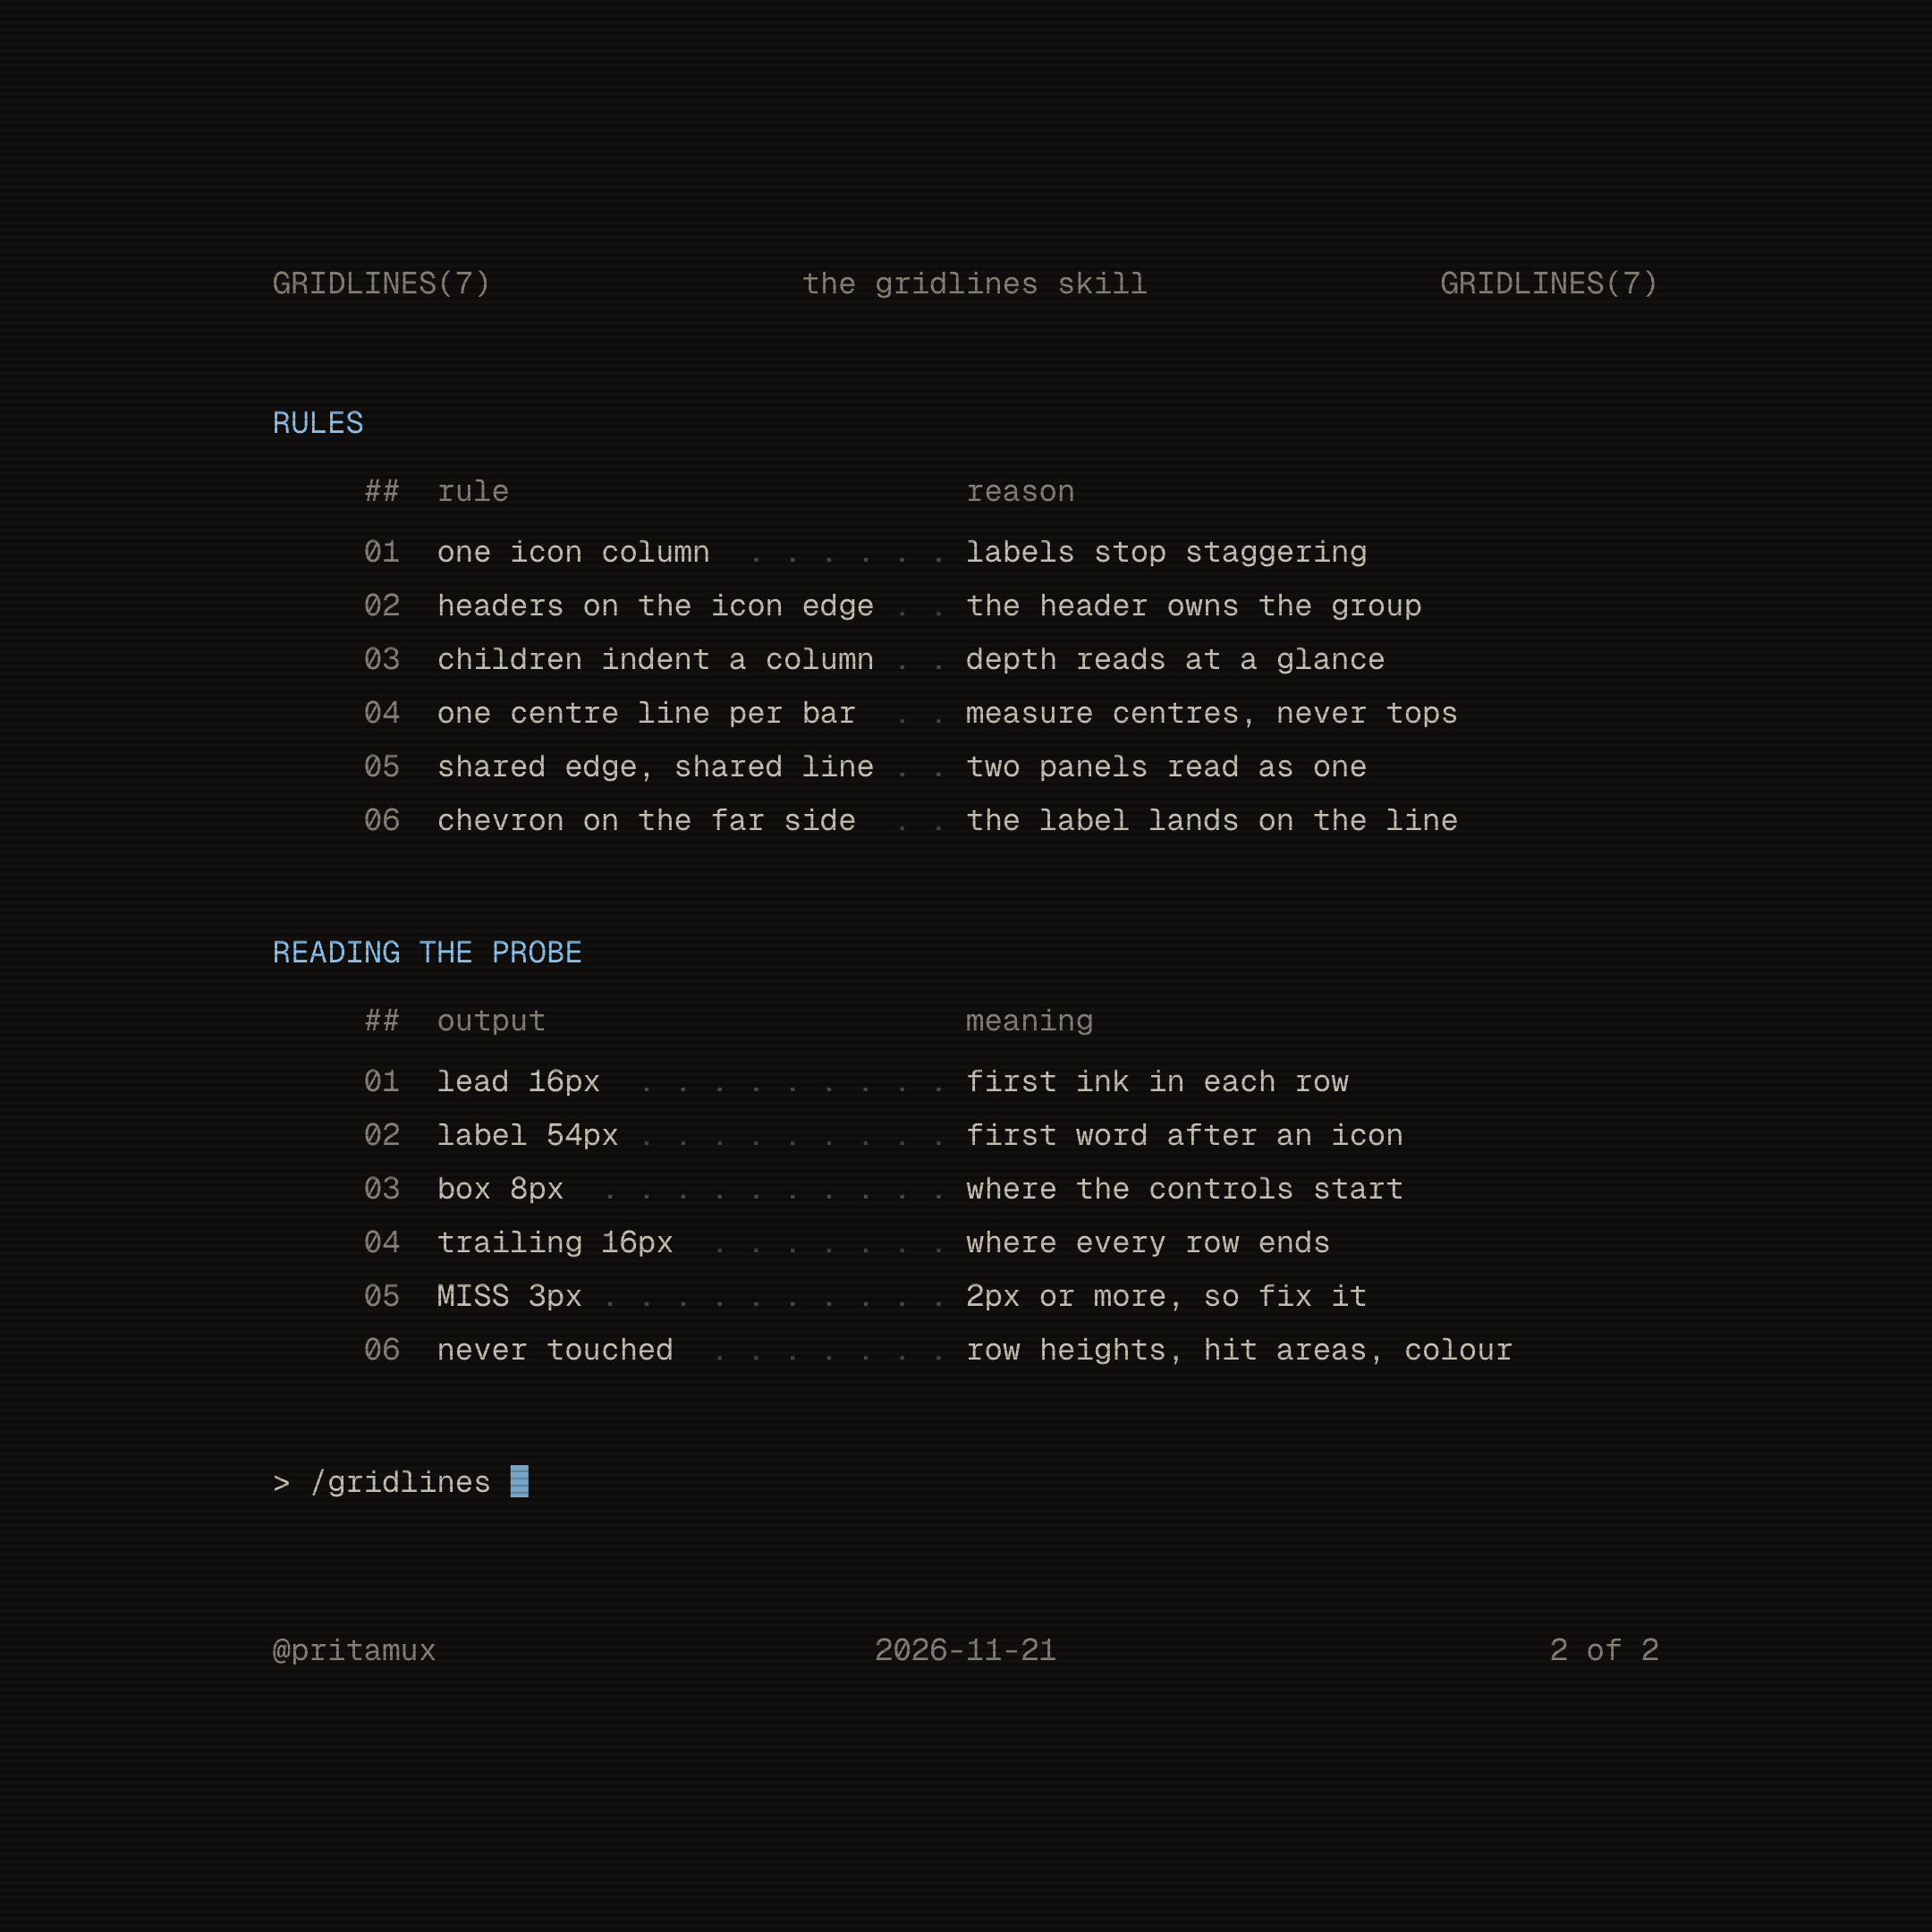 GRIDLINES(7) the gridlines skill GRIDLINES(7)
RULES
## rule reason
01 one icon column . . . . . . labels stop staggering
02 headers on the icon edge . . the header owns the group
03 children indent a column . . depth reads at a glance
04 one centre line per bar . . measure centres, never tops
05 shared edge, shared line . . two panels read as one
06 chevron on the far side . . the label lands on the line
READING THE PROBE
## output meaning
01 lead 16px . . . . . . . . . first ink in each row
02 label 54px . . . . . . . . . first word after an icon
03 box 8px . . . . . . . . . . where the controls start
04 trailing 16px . . . . . . . where every row ends
05 MISS 3px . . . . . . . . . . 2px or more, so fix it
06 never touched . . . . . . . row heights, hit areas, colour
> /gridlines
@pritamux 2026-11-21 2 of 2